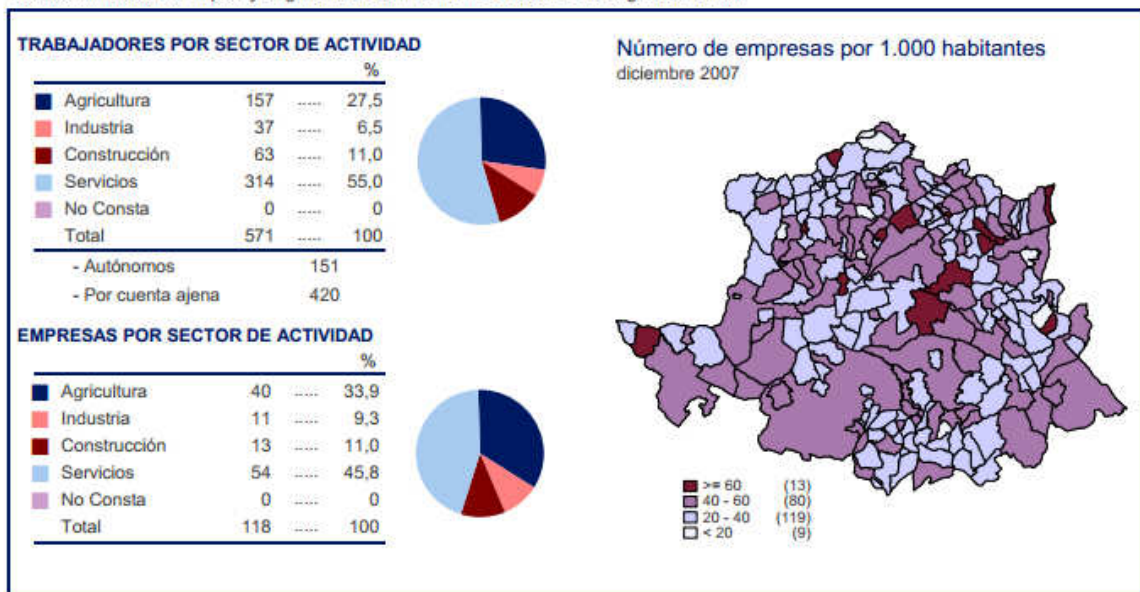 TRABAJADORES POR SECTOR DE ACTIVIDAD
%
Agricultura 157 ..... 27,5
Industria 37 ..... 6,5
Construcción 63 ..... 11,0
Servicios 314 ..... 55,0
No Consta 0 ..... 0
Total 571 ..... 100
- Autónomos 151
- Por cuenta ajena 420
EMPRESAS POR SECTOR DE ACTIVIDAD
%
Agricultura 40 ..... 33,9
Industria 11 ..... 9,3
Construcción 13 ..... 11,0
Servicios 54 ..... 45,8
No Consta 0 ..... 0
Total 118 ..... 100
Número de empresas por 1.000 habitantes
diciembre 2007
>= 60 (13)
40 - 60 (80)
20 - 40 (119)
< 20 (9)